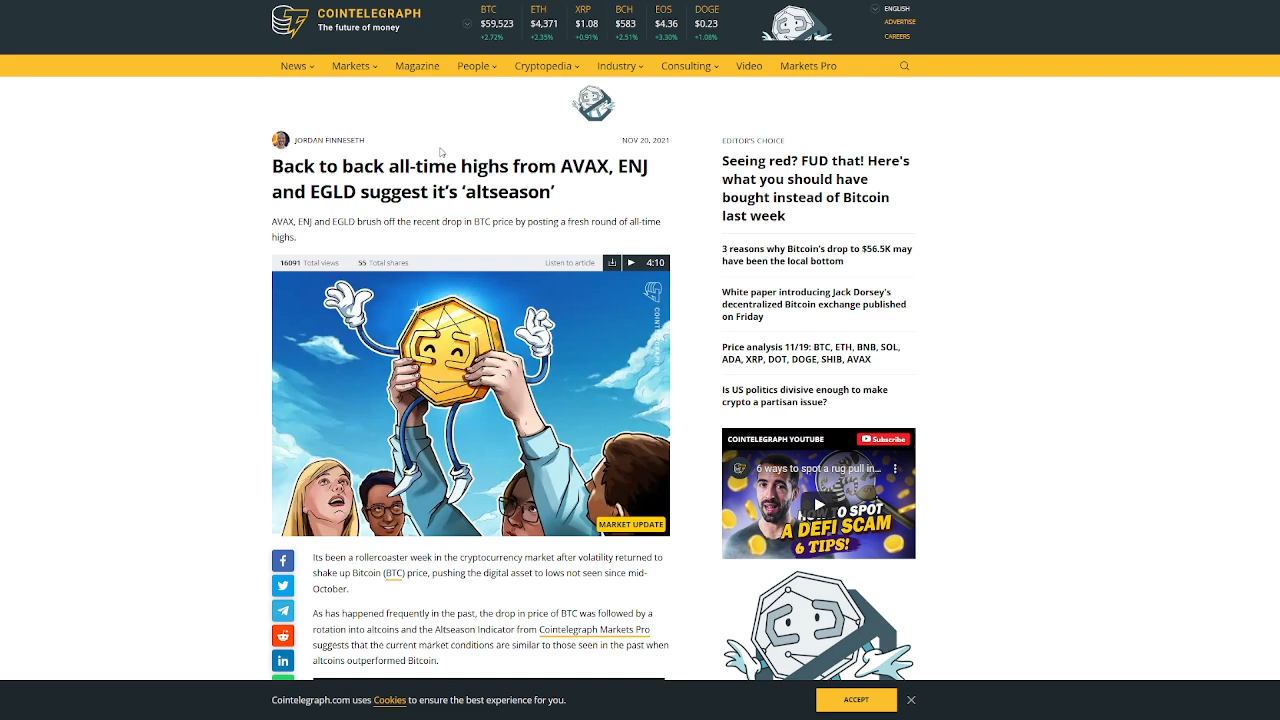 COINTELEGRAPH
The future of money
BTC ETH XRP BCH EOS DOGE
$59,523 $4,371 $1.08 $583 $4.36 $0.23
+2.72% +2.35% +0.91% +2.51% +3.30% +1.08%
ENGLISH
ADVERTISE
CAREERS
News Markets Magazine People Cryptopedia Industry Consulting Video Markets Pro
JORDAN FINNESETH
NOV 20, 2021
Back to back all-time highs from AVAX, ENJ
and EGLD suggest it's ‘altseason’
AVAX, ENJ and EGLD brush off the recent drop in BTC price by posting a fresh round of all-time
highs.
16091 Total views 55 Total shares Listen to article 4:10
MARKET UPDATE
Its been a rollercoaster week in the cryptocurrency market after volatility returned to
shake up Bitcoin (BTC) price, pushing the digital asset to lows not seen since mid-
October.
As has happened frequently in the past, the drop in price of BTC was followed by a
rotation into altcoins and the Altseason Indicator from Cointelegraph Markets Pro
suggests that the current market conditions are similar to those seen in the past when
altcoins outperformed Bitcoin.
EDITOR'S CHOICE
Seeing red? FUD that! Here's
what you should have
bought instead of Bitcoin
last week
3 reasons why Bitcoin's drop to $56.5K may
have been the local bottom
White paper introducing Jack Dorsey's
decentralized Bitcoin exchange published
on Friday
Price analysis 11/19: BTC, ETH, BNB, SOL,
ADA, XRP, DOT, DOGE, SHIB, AVAX
Is US politics divisive enough to make
crypto a partisan issue?
COINTELEGRAPH YOUTUBE
Subscribe
6 ways to spot a rug pull in...
HOW TO SPOT
A DEFI SCAM
6 TIPS!
Cointelegraph.com uses Cookies to ensure the best experience for you.
ACCEPT